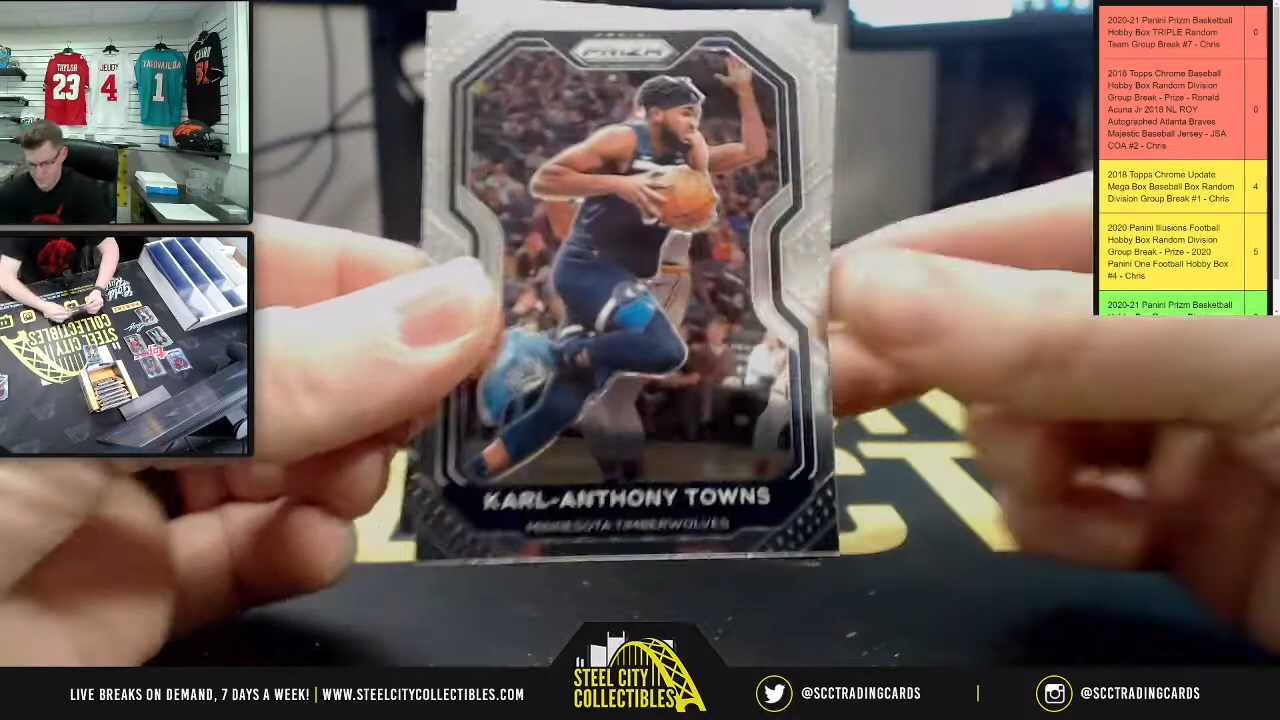 TAYLOR
23
JEUDY
4
TAGOVAILOA
1
STEEL CITY
COLLECTIBLES
PRIZM
KARL-ANTHONY TOWNS
MINNESOTA TIMBERWOLVES
2020-21 Panini Prizm Basketball
Hobby Box TRIPLE Random
Team Group Break #7 - Chris
0
2018 Topps Chrome Baseball
Hobby Box Random Division
Group Break - Prize - Ronald
Acuna Jr 2018 NL ROY
Autographed Atlanta Braves
Majestic Baseball Jersey - JSA
COA #2 - Chris
0
2018 Topps Chrome Update
Mega Box Baseball Box Random
Division Group Break #1 - Chris
4
2020 Panini Illusions Football
Hobby Box Random Division
Group Break - Prize - 2020
Panini One Football Hobby Box
#4 - Chris
5
2020-21 Panini Prizm Basketball
LIVE BREAKS ON DEMAND, 7 DAYS A WEEK! | WWW.STEELCITYCOLLECTIBLES.COM
STEEL CITY
COLLECTIBLES
@SCCTRADINGCARDS | @SCCTRADINGCARDS